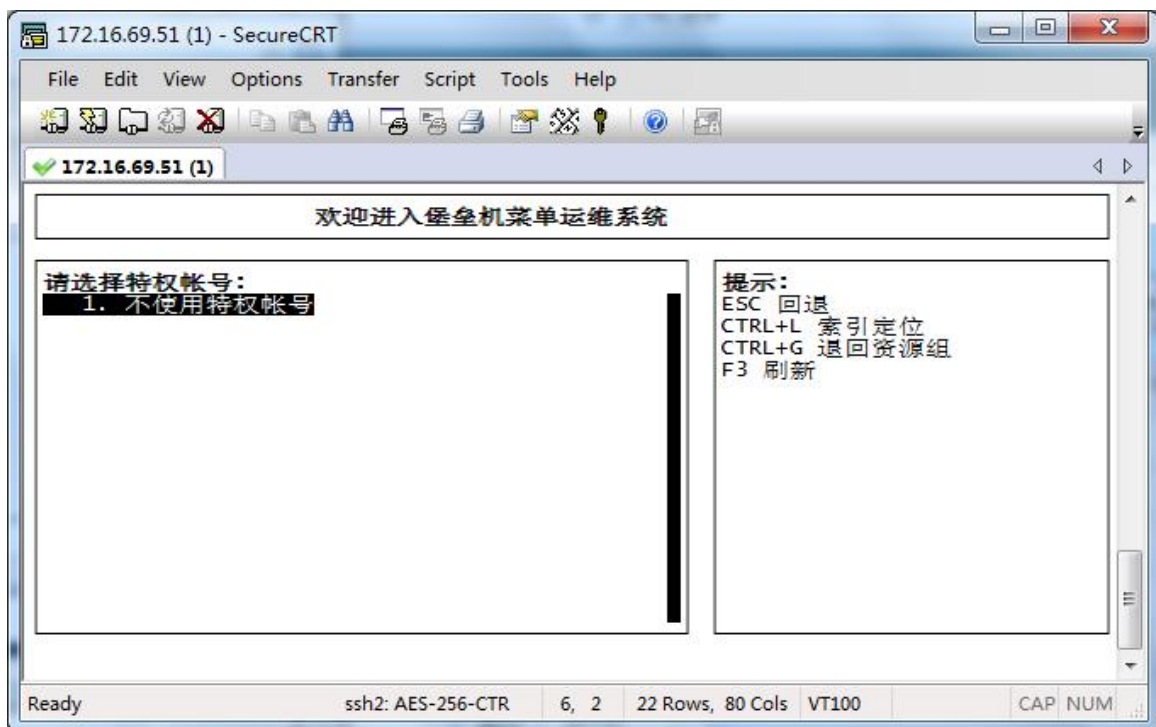 172.16.69.51 (1) - SecureCRT
File Edit View Options Transfer Script Tools Help
172.16.69.51 (1)
欢迎进入堡垒机菜单运维系统
请选择特权帐号:
1. 不使用特权帐号
提示:
ESC 回退
CTRL+L 索引定位
CTRL+G 退回资源组
F3 刷新
Ready ssh2: AES-256-CTR 6, 2 22 Rows, 80 Cols VT100 CAP NUM